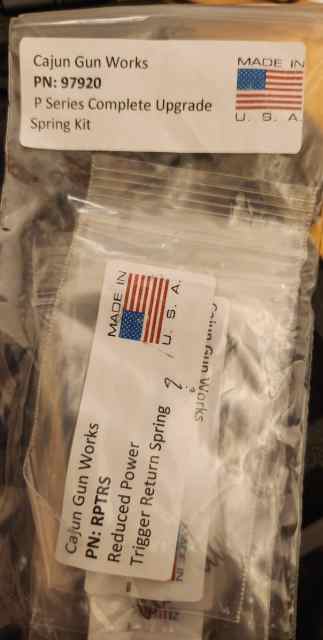 Cajun Gun Works
PN: 97920
P Series Complete Upgrade
Spring Kit
MADE IN
U. S. A.
Cajun Gun Works
PN: RPTRS
Reduced Power
Trigger Return Spring
MADE IN
U. S. A.
Cajun Gun Works